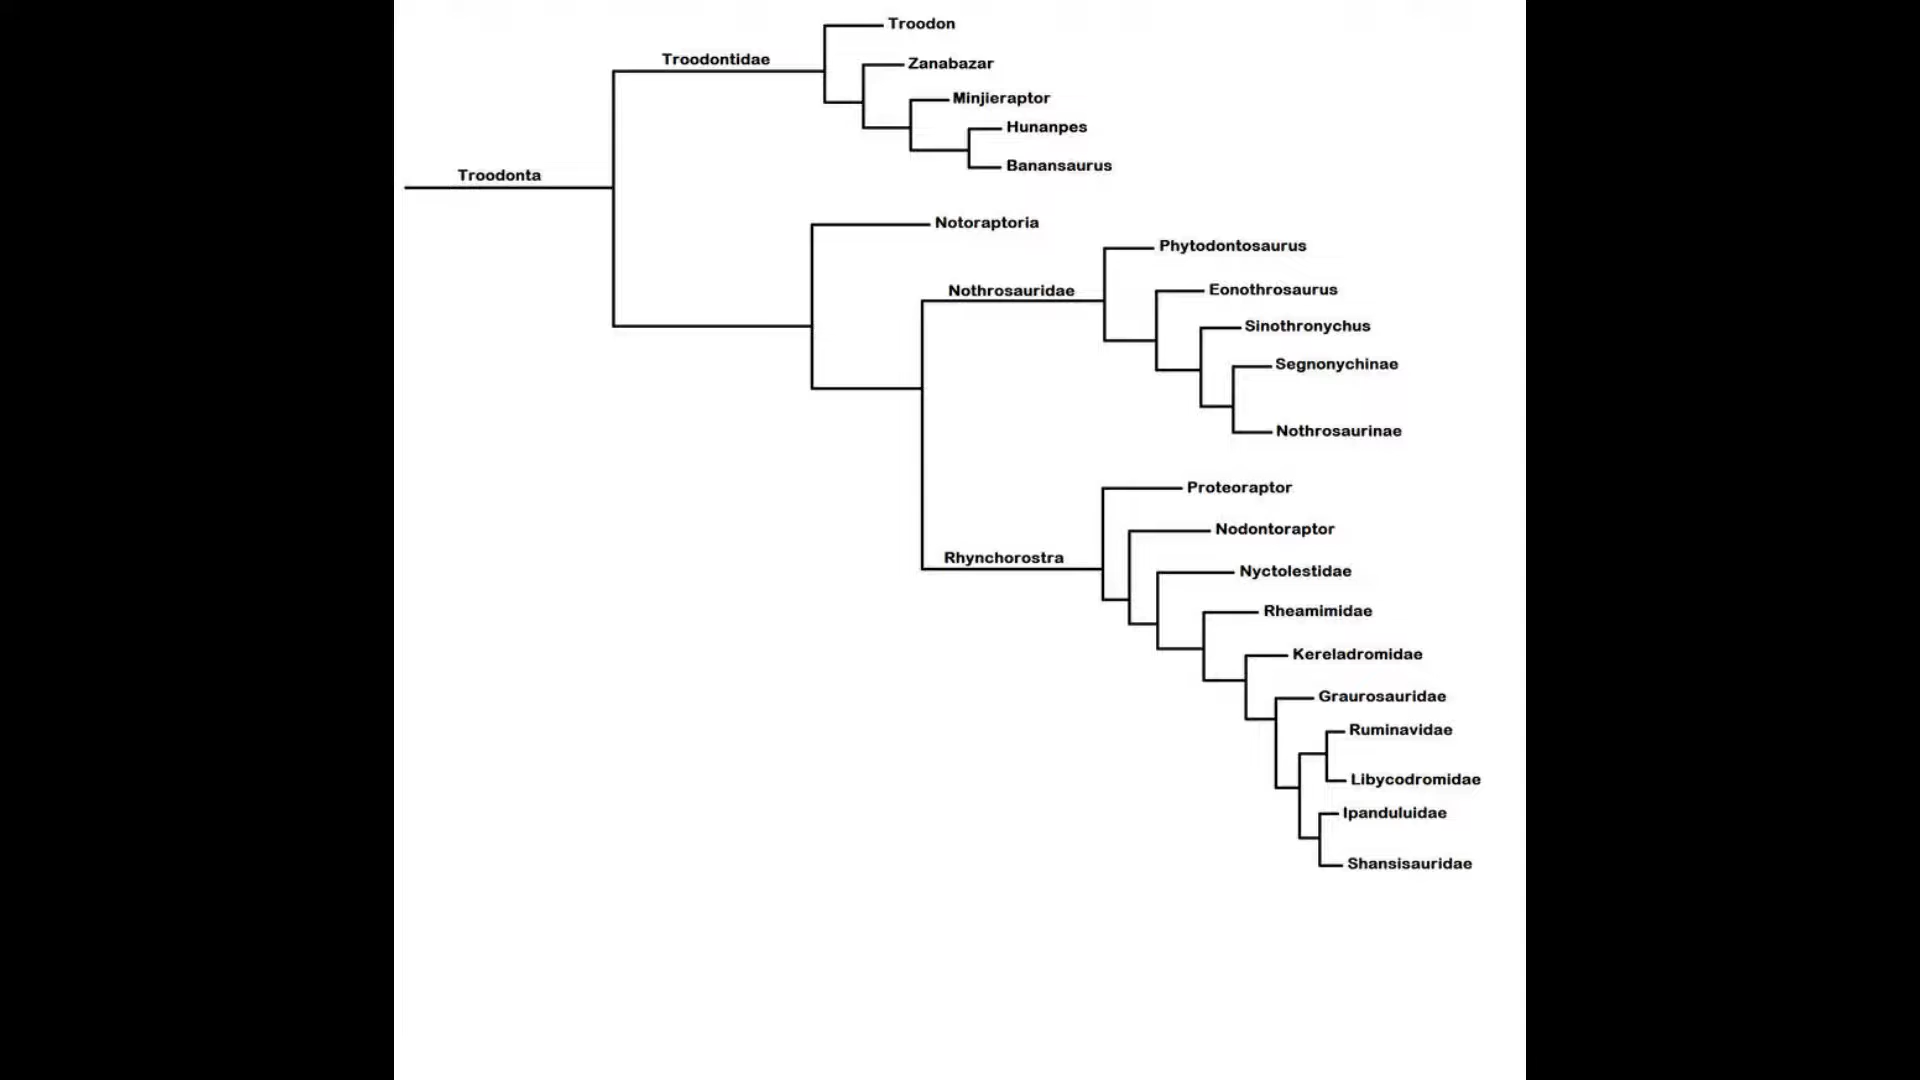 Troodon
Troodontidae
Zanabazar
Minjieraptor
Hunanpes
Banansaurus
Troodonta
Notoraptoria
Phytodontosaurus
Nothrosauridae
Eonothrosaurus
Sinothronychus
Segnonychinae
Nothrosaurinae
Proteoraptor
Nodontoraptor
Rhynchorostra
Nyctolestidae
Rheamimidae
Kereladromidae
Graurosauridae
Ruminavidae
Libycodromidae
Ipanduluidae
Shansisauridae